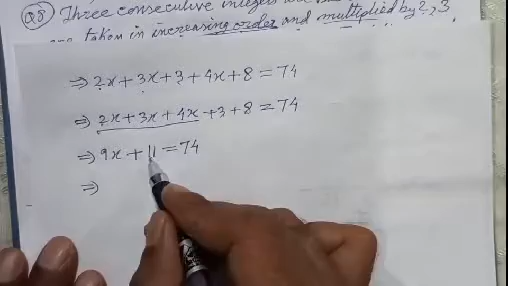 Q8) Three consecutive integers
taken in increasing order and multiplied by 2, 3
⇒ 2x + 3x + 3 + 4x + 8 = 74
⇒ 2x + 3x + 4x + 3 + 8 = 74
⇒ 9x + 11 = 74
⇒